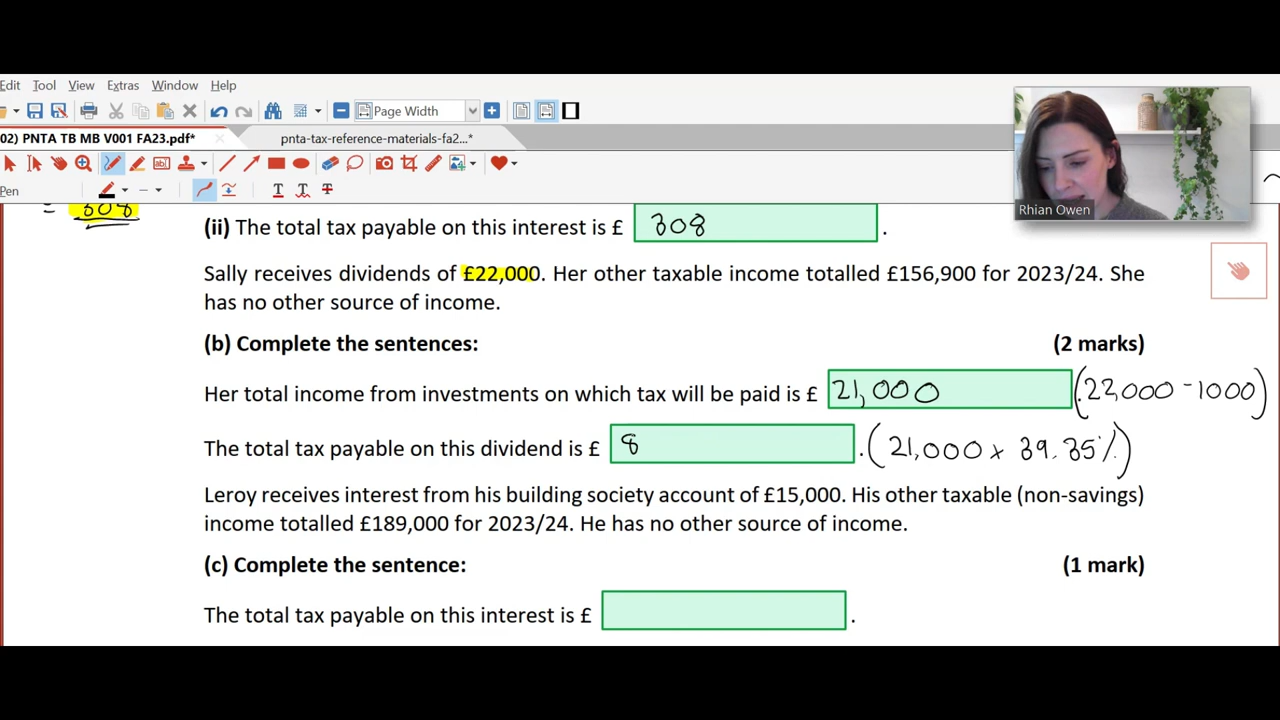 Edit Tool View Extras Window Help
Page Width
02) PNTA TB MB V001 FA23.pdf* pnta-tax-reference-materials-fa2...*
Pen
Rhian Owen
= 308
(ii) The total tax payable on this interest is £ 308 .
Sally receives dividends of £22,000. Her other taxable income totalled £156,900 for 2023/24. She
has no other source of income.
(b) Complete the sentences: (2 marks)
Her total income from investments on which tax will be paid is £ 21,000 (22,000 - 1000)
The total tax payable on this dividend is £ 8 . (21,000 x 39.35%)
Leroy receives interest from his building society account of £15,000. His other taxable (non-savings)
income totalled £189,000 for 2023/24. He has no other source of income.
(c) Complete the sentence: (1 mark)
The total tax payable on this interest is £ .